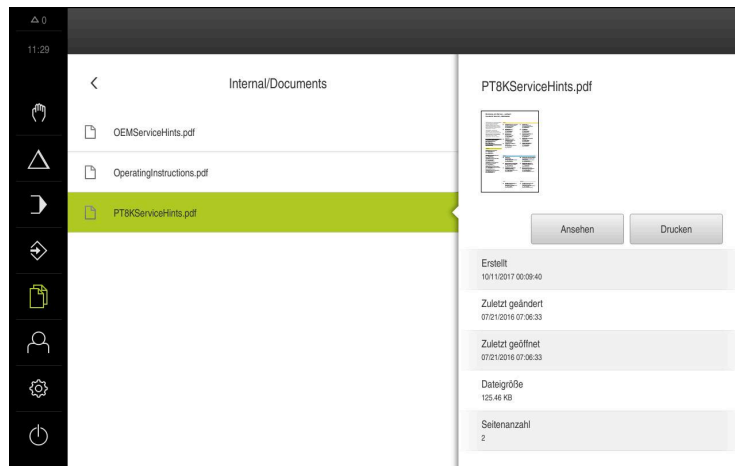 0
11:29
Internal/Documents
OEMServiceHints.pdf
OperatingInstructions.pdf
PT8KServiceHints.pdf
PT8KServiceHints.pdf
Ansehen
Drucken
Erstellt
10/11/2017 00:09:40
Zuletzt geändert
07/21/2016 07:06:33
Zuletzt geöffnet
07/21/2016 07:06:33
Dateigröße
125.46 KB
Seitenanzahl
2